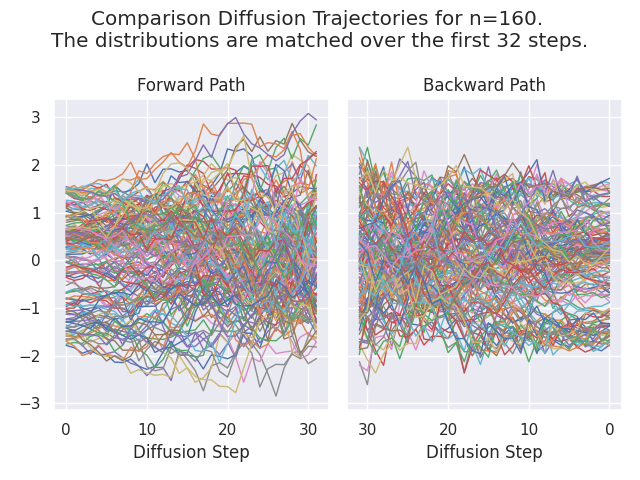 Comparison Diffusion Trajectories for n=160.
The distributions are matched over the first 32 steps.
Forward Path
Backward Path
3
2
1
0
−1
−2
−3
0 10 20 30
30 20 10 0
Diffusion Step
Diffusion Step